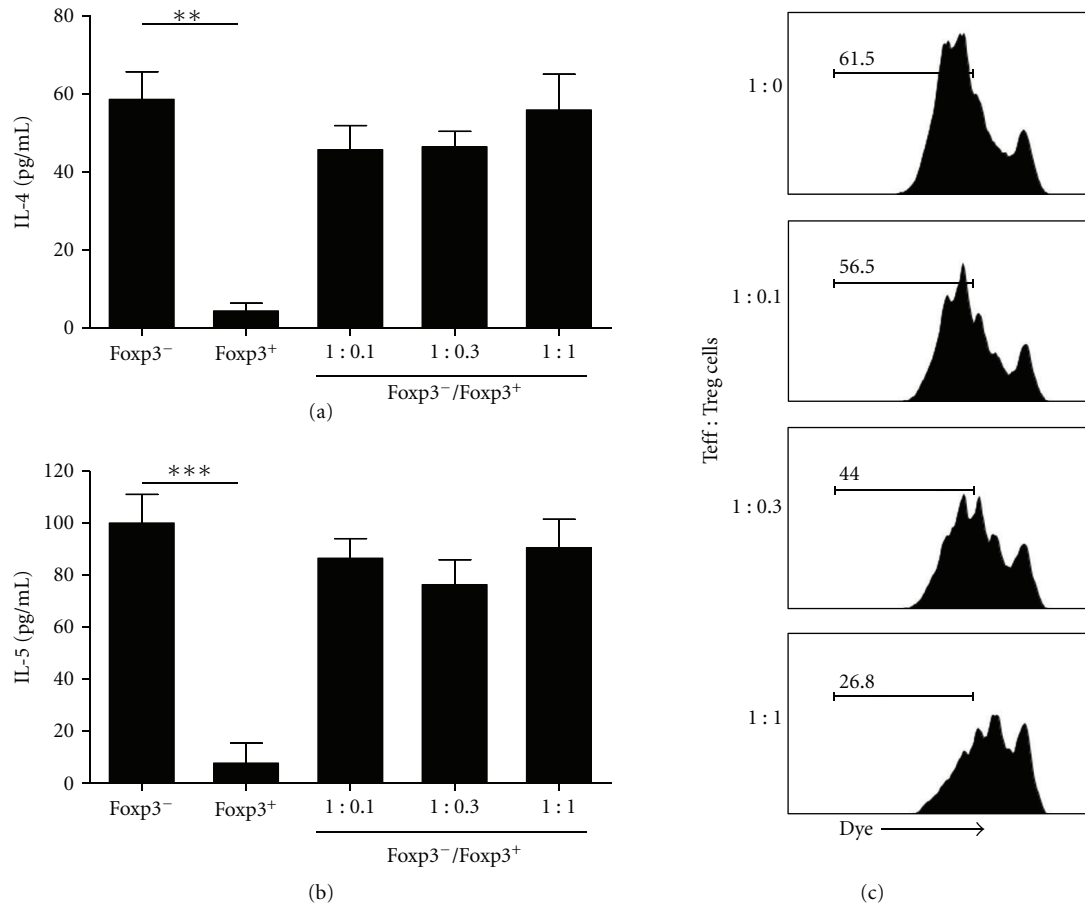 80
**
60
IL-4 (pg/mL)
40
20
0
Foxp3⁻
Foxp3⁺
1 : 0.1
1 : 0.3
1 : 1
Foxp3⁻/Foxp3⁺
(a)
120
***
100
80
IL-5 (pg/mL)
60
40
20
0
Foxp3⁻
Foxp3⁺
1 : 0.1
1 : 0.3
1 : 1
Foxp3⁻/Foxp3⁺
(b)
Teff : Treg cells
1 : 0
61.5
1 : 0.1
56.5
1 : 0.3
44
1 : 1
26.8
Dye
(c)